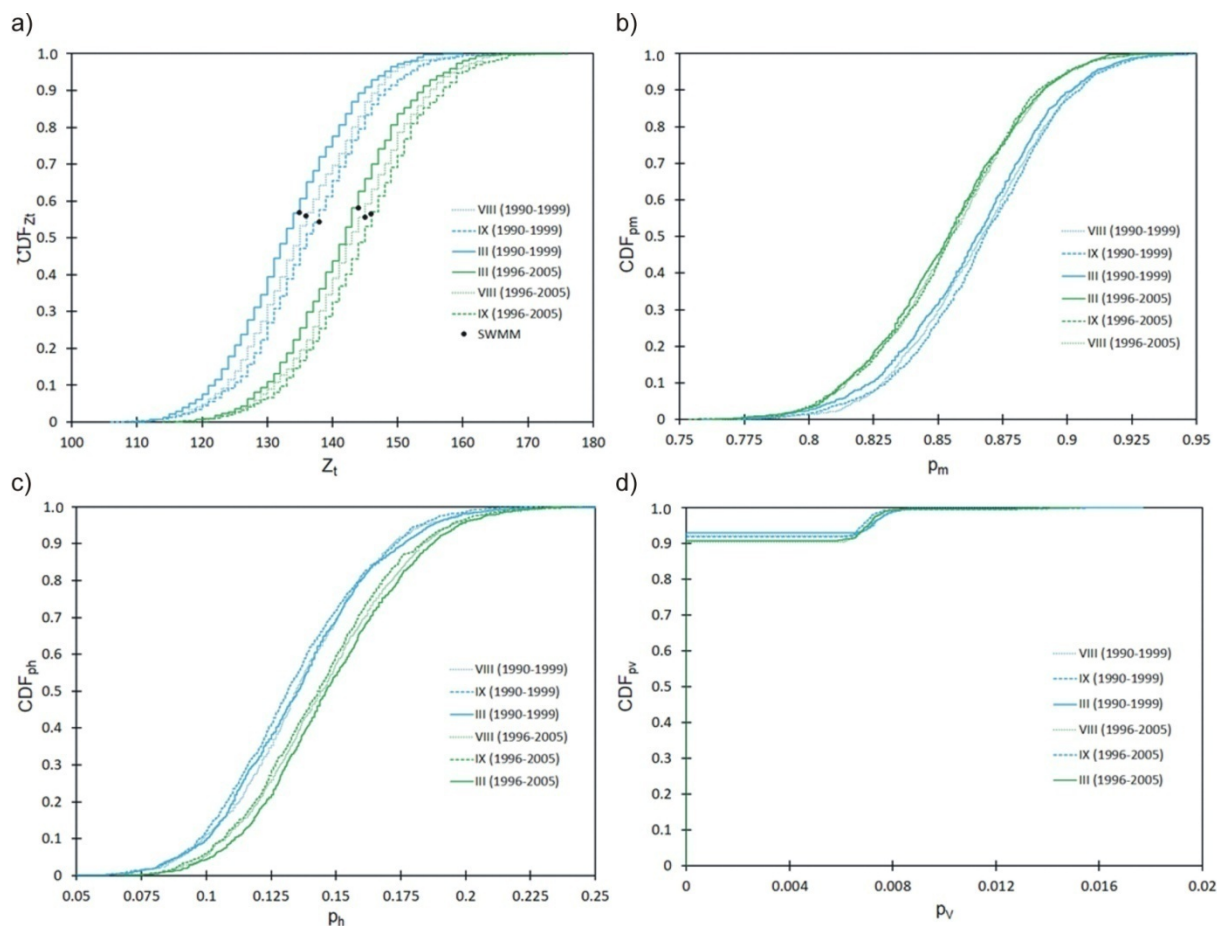 a)
1.0
0.9
0.8
0.7
0.6
0.5
0.4
0.3
0.2
0.1
0
100 110 120 130 140 150 160 170 180
Zt
VIII (1990-1999)
IX (1990-1999)
III (1990-1999)
III (1996-2005)
VIII (1996-2005)
IX (1996-2005)
SWMM
b)
CDFpm
1.0
0.9
0.8
0.7
0.6
0.5
0.4
0.3
0.2
0.1
0
0.75 0.775 0.8 0.825 0.85 0.875 0.9 0.925 0.95
pm
VIII (1990-1999)
IX (1990-1999)
III (1990-1999)
III (1996-2005)
IX (1996-2005)
VIII (1996-2005)
c)
CDFph
1.0
0.9
0.8
0.7
0.6
0.5
0.4
0.3
0.2
0.1
0
0.05 0.075 0.1 0.125 0.15 0.175 0.2 0.225 0.25
ph
VIII (1990-1999)
IX (1990-1999)
III (1990-1999)
VIII (1996-2005)
IX (1996-2005)
III (1996-2005)
d)
CDFpv
1.0
0.9
0.8
0.7
0.6
0.5
0.4
0.3
0.2
0.1
0
0 0.004 0.008 0.012 0.016 0.02
pV
VIII (1990-1999)
IX (1990-1999)
III (1990-1999)
VIII (1996-2005)
IX (1996-2005)
III (1996-2005)